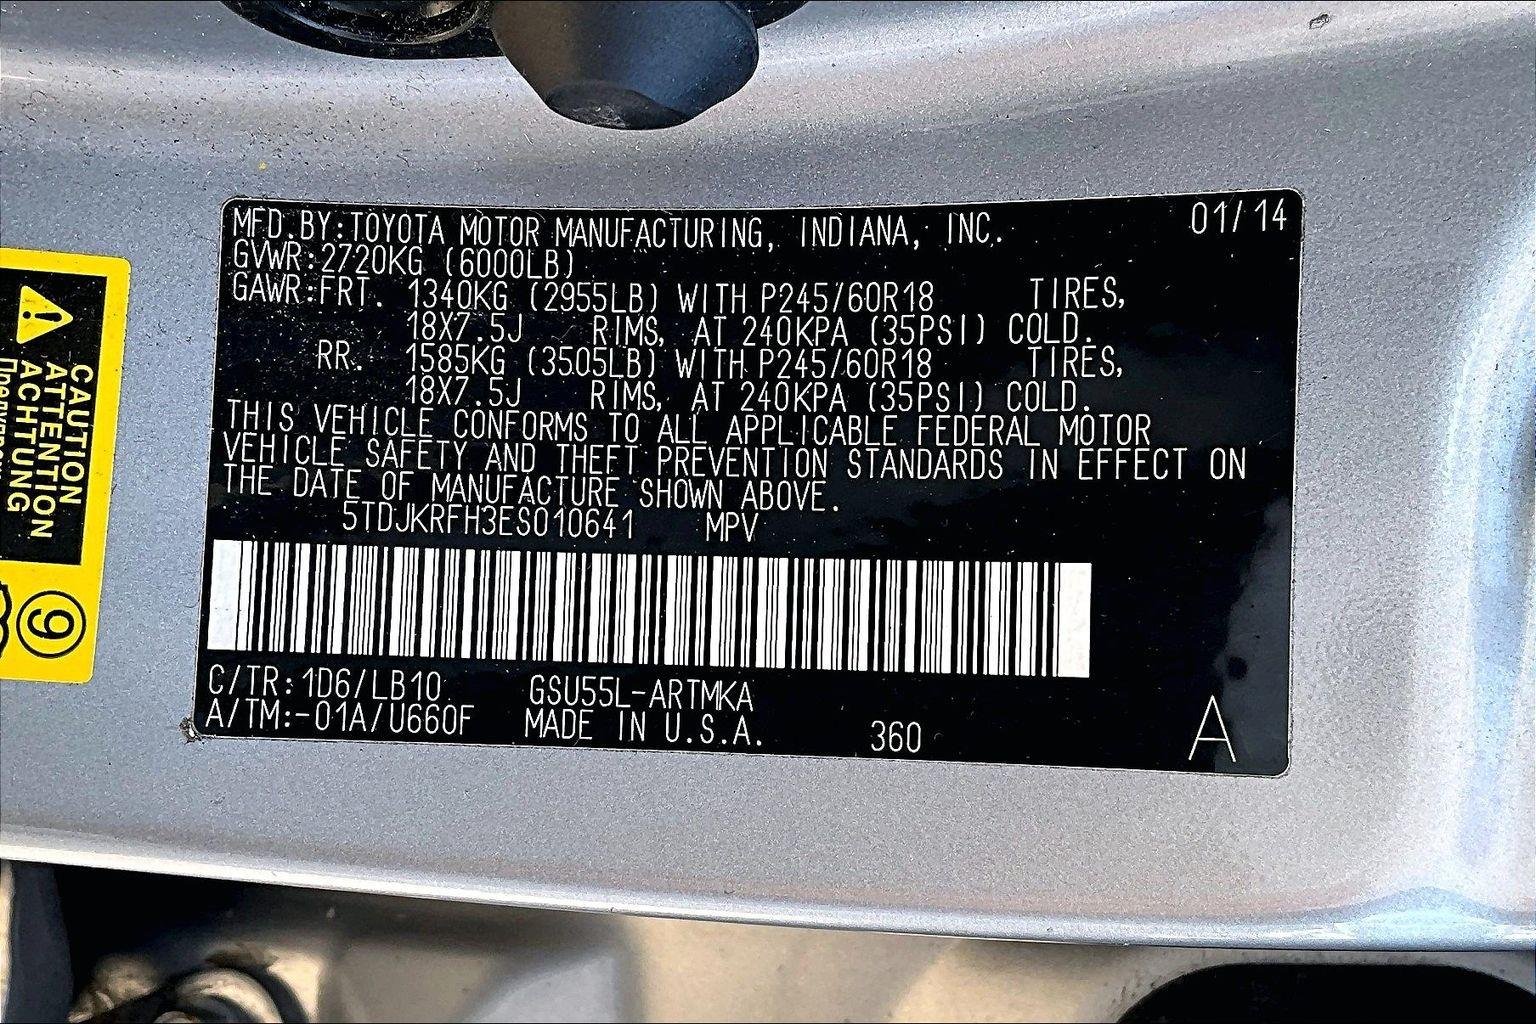 MFD.BY:TOYOTA MOTOR MANUFACTURING, INDIANA, INC. 01/14
GVWR:2720KG (6000LB)
GAWR:FRT. 1340KG (2955LB) WITH P245/60R18 TIRES,
18X7.5J RIMS, AT 240KPA (35PSI) COLD.
RR. 1585KG (3505LB) WITH P245/60R18 TIRES,
18X7.5J RIMS, AT 240KPA (35PSI) COLD.
THIS VEHICLE CONFORMS TO ALL APPLICABLE FEDERAL MOTOR
VEHICLE SAFETY AND THEFT PREVENTION STANDARDS IN EFFECT ON
THE DATE OF MANUFACTURE SHOWN ABOVE.
5TDJKRFH3ES010641 MPV
C/TR:1D6/LB10 GSU55L-ARTMKA
A/TM:-01A/U660F MADE IN U.S.A. 360 A
CAUTION
ATTENTION
ACHTUNG
9